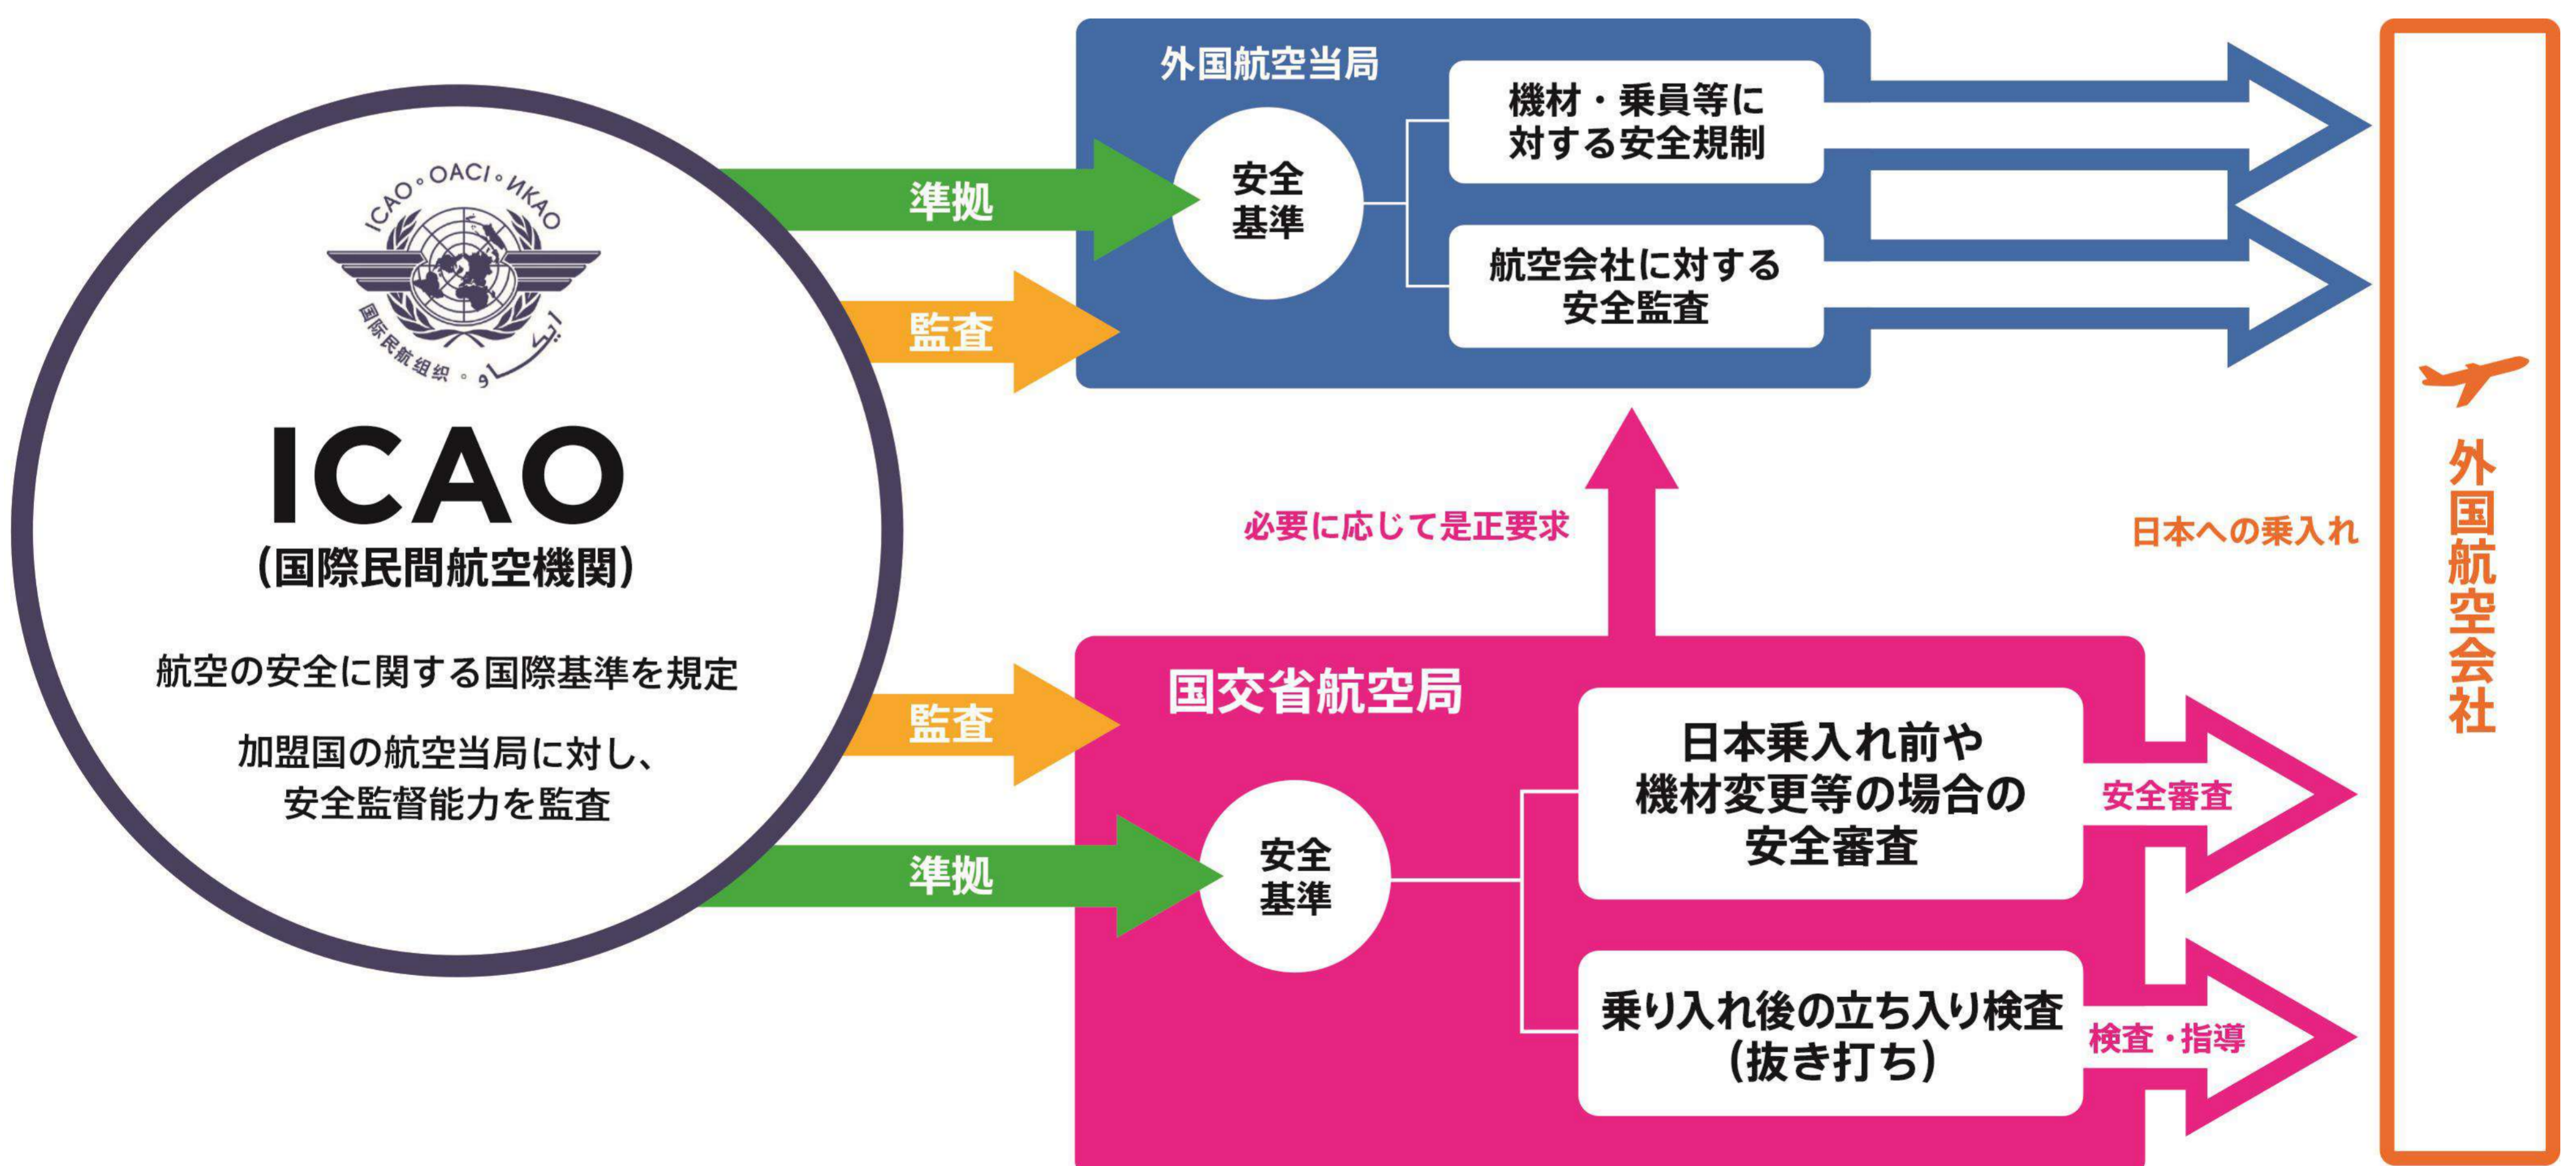 ICAO ◦ OACI ◦ ИКАО
国际民航组织 ◦ ايكاو
ICAO
(国際民間航空機関)
航空の安全に関する国際基準を規定
加盟国の航空当局に対し、
安全監督能力を監査
準拠
監査
監査
準拠
外国航空当局
安全
基準
機材・乗員等に
対する安全規制
航空会社に対する
安全監査
必要に応じて是正要求
日本への乗入れ
国交省航空局
安全
基準
日本乗入れ前や
機材変更等の場合の
安全審査
安全審査
乗り入れ後の立ち入り検査
(抜き打ち)
検査・指導
外国航空会社